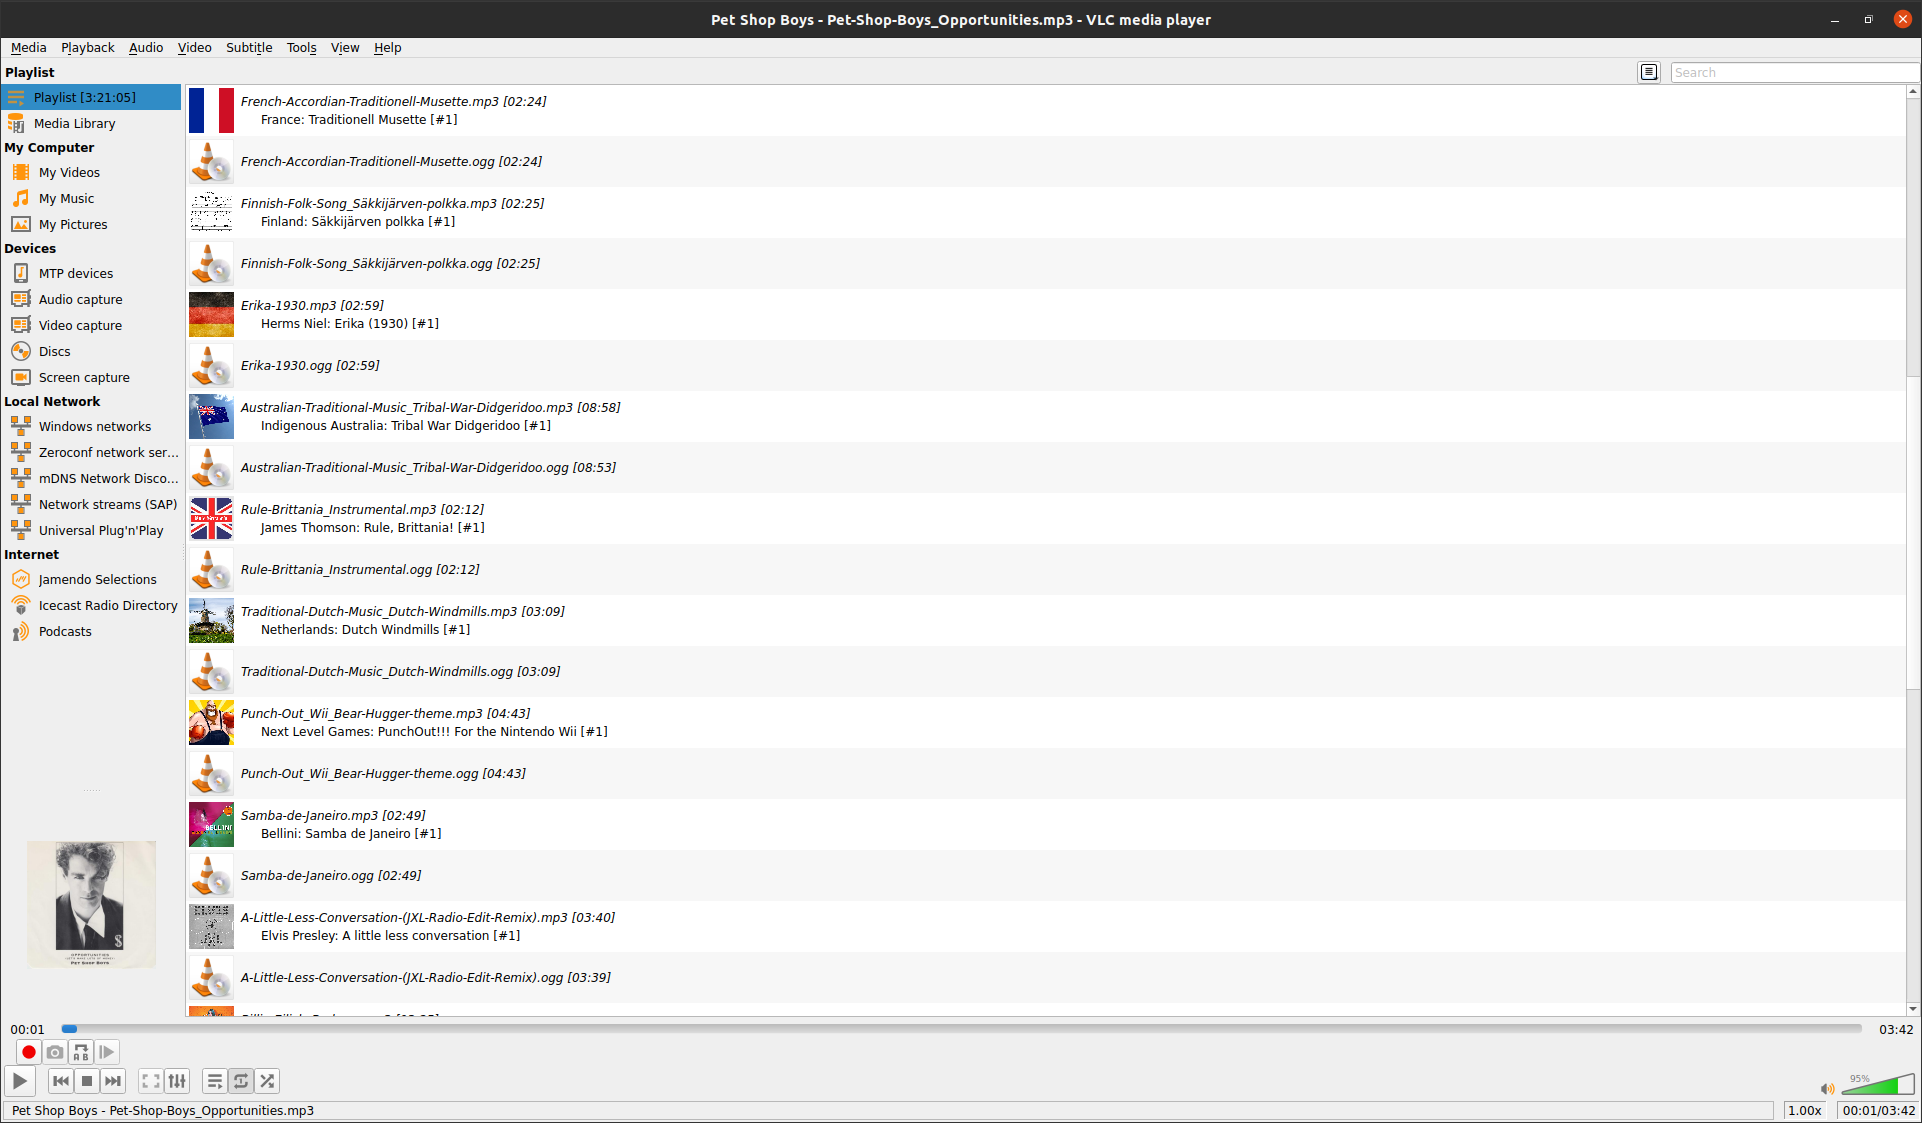 Pet Shop Boys - Pet-Shop-Boys_Opportunities.mp3 - VLC media player
Media Playback Audio Video Subtitle Tools View Help
Playlist
Search
Playlist [3:21:05]
Media Library
My Computer
My Videos
My Music
My Pictures
Devices
MTP devices
Audio capture
Video capture
Discs
Screen capture
Local Network
Windows networks
Zeroconf network ser...
mDNS Network Disco...
Network streams (SAP)
Universal Plug'n'Play
Internet
Jamendo Selections
Icecast Radio Directory
Podcasts
French-Accordian-Traditionell-Musette.mp3 [02:24]
France: Traditionell Musette [#1]
French-Accordian-Traditionell-Musette.ogg [02:24]
Finnish-Folk-Song_Säkkijärven-polkka.mp3 [02:25]
Finland: Säkkijärven polkka [#1]
Finnish-Folk-Song_Säkkijärven-polkka.ogg [02:25]
Erika-1930.mp3 [02:59]
Herms Niel: Erika (1930) [#1]
Erika-1930.ogg [02:59]
Australian-Traditional-Music_Tribal-War-Didgeridoo.mp3 [08:58]
Indigenous Australia: Tribal War Didgeridoo [#1]
Australian-Traditional-Music_Tribal-War-Didgeridoo.ogg [08:53]
Rule-Brittania_Instrumental.mp3 [02:12]
James Thomson: Rule, Brittania! [#1]
Rule-Brittania_Instrumental.ogg [02:12]
Traditional-Dutch-Music_Dutch-Windmills.mp3 [03:09]
Netherlands: Dutch Windmills [#1]
Traditional-Dutch-Music_Dutch-Windmills.ogg [03:09]
Punch-Out_Wii_Bear-Hugger-theme.mp3 [04:43]
Next Level Games: PunchOut!!! For the Nintendo Wii [#1]
Punch-Out_Wii_Bear-Hugger-theme.ogg [04:43]
Samba-de-Janeiro.mp3 [02:49]
Bellini: Samba de Janeiro [#1]
BELLINI
Samba-de-Janeiro.ogg [02:49]
A-Little-Less-Conversation-(JXL-Radio-Edit-Remix).mp3 [03:40]
Elvis Presley: A little less conversation [#1]
A-Little-Less-Conversation-(JXL-Radio-Edit-Remix).ogg [03:39]
$
OPPORTUNITIES
PET SHOP BOYS
00:01
03:42
A B
95%
Pet Shop Boys - Pet-Shop-Boys_Opportunities.mp3
1.00x
00:01/03:42